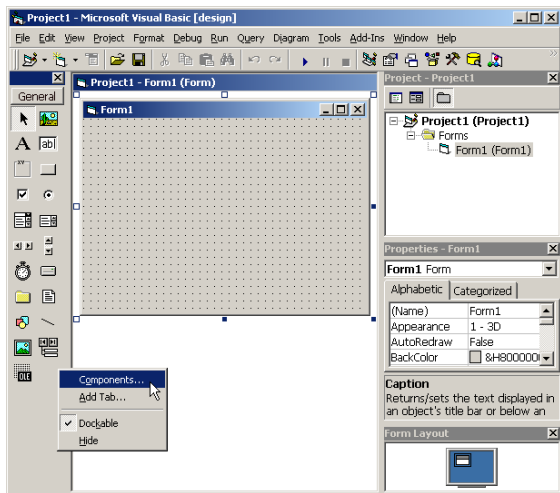 Project1 - Microsoft Visual Basic [design]
File Edit View Project Format Debug Run Query Diagram Tools Add-Ins Window Help
Project1 - Form1 (Form)
Project - Project1
General
Form1
A ab
Project1 (Project1)
Forms
Form1 (Form1)
Properties - Form1
Form1 Form
Alphabetic Categorized
(Name) Form1
Appearance 1 - 3D
AutoRedraw False
BackColor &H800000
Caption
Returns/sets the text displayed in
an object's title bar or below an
Form Layout
OLE
Components...
Add Tab...
Dockable
Hide